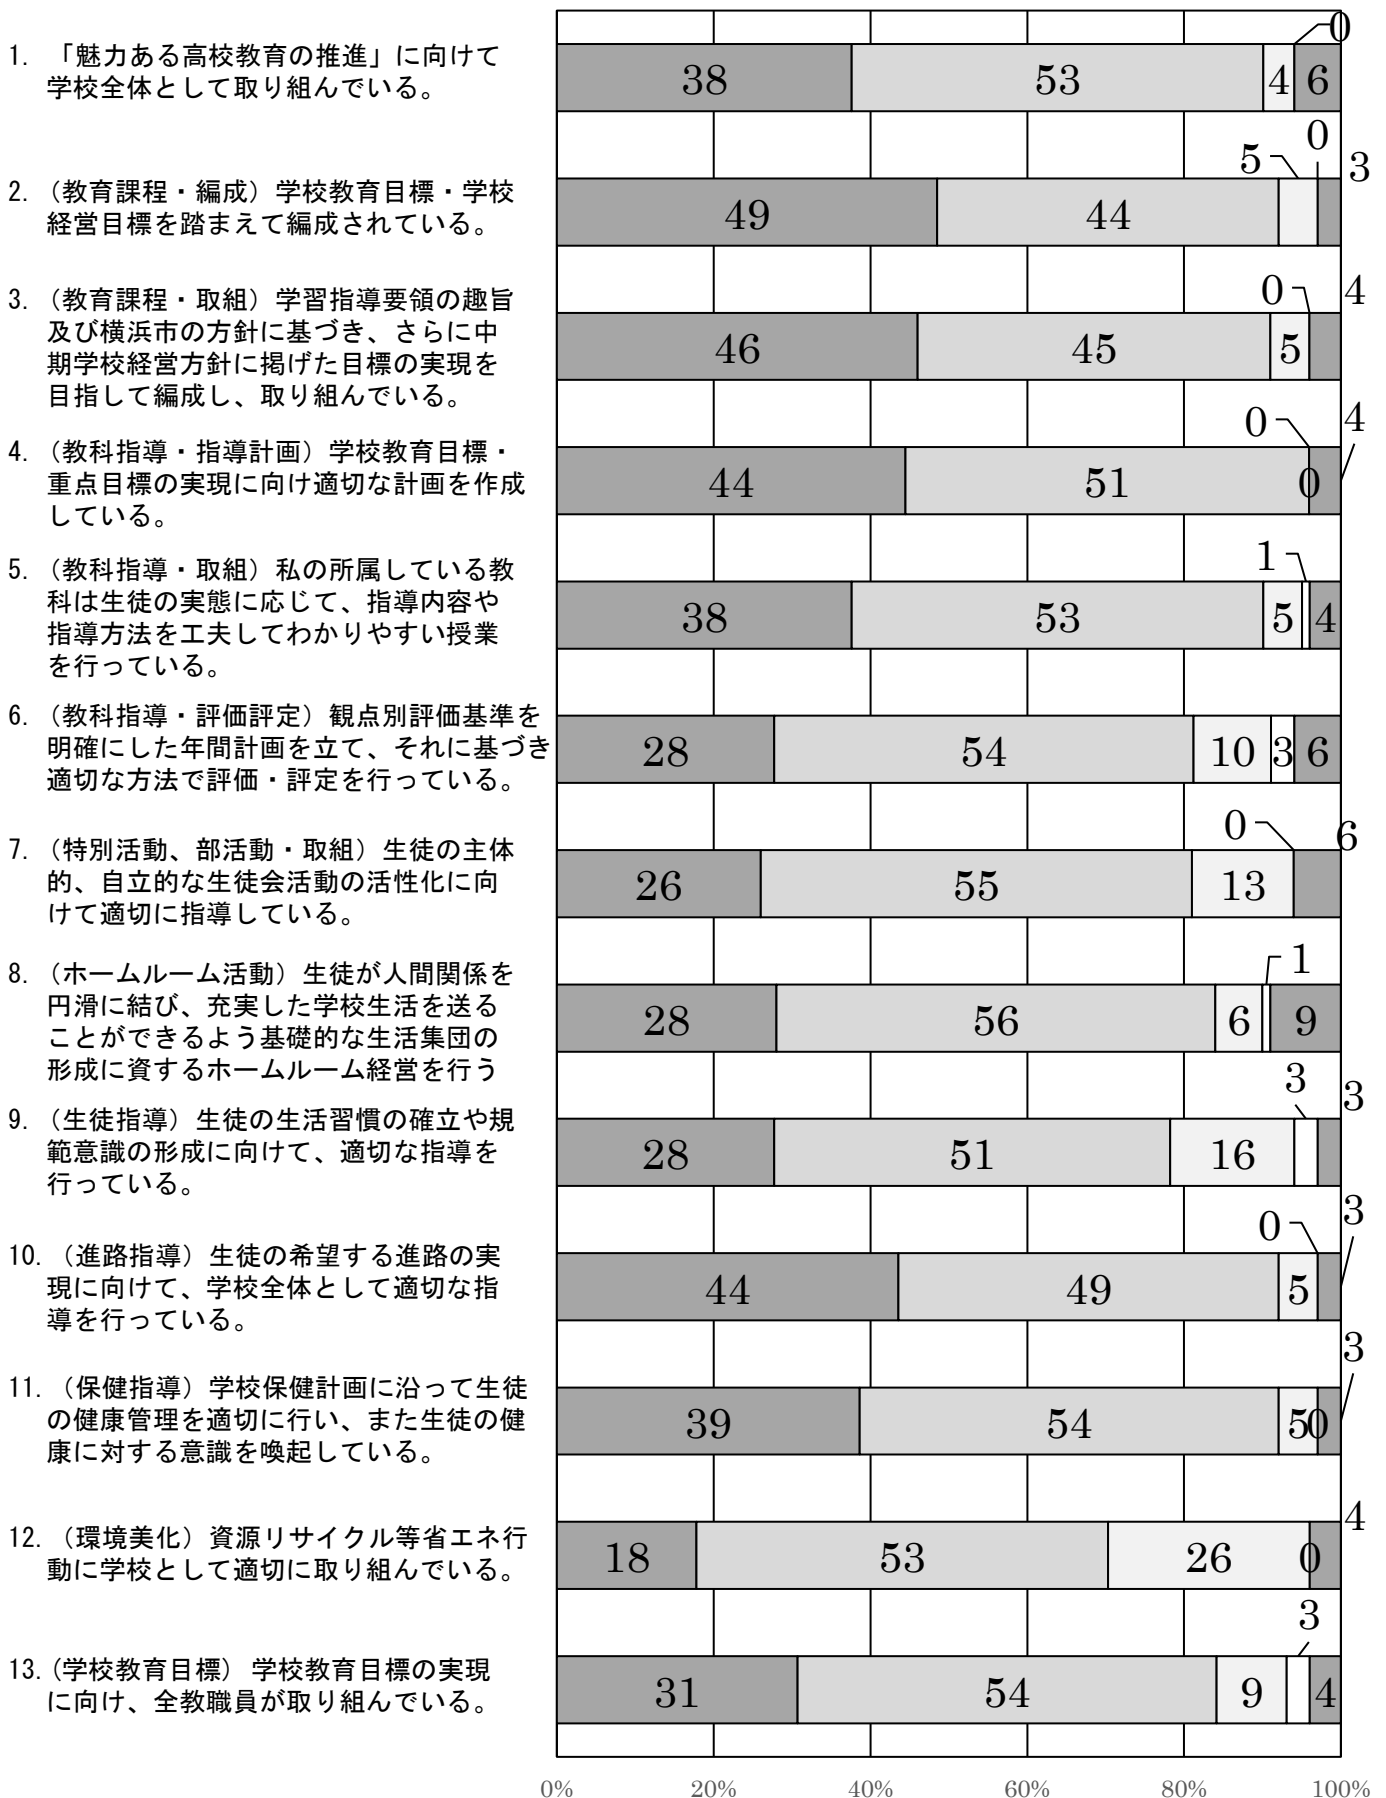 0
1. 「魅力ある高校教育の推進」に向けて
学校全体として取り組んでいる。
38 53 4 6
0
5 3
2. （教育課程・編成）学校教育目標・学校
経営目標を踏まえて編成されている。
49 44
0 4
3. （教育課程・取組）学習指導要領の趣旨
及び横浜市の方針に基づき、さらに中
期学校経営方針に掲げた目標の実現を
目指して編成し、取り組んでいる。
46 45 5
0 4
4. （教科指導・指導計画）学校教育目標・
重点目標の実現に向け適切な計画を作成
している。
44 51 0
1
5. （教科指導・取組）私の所属している教
科は生徒の実態に応じて、指導内容や
指導方法を工夫してわかりやすい授業
を行っている。
38 53 5 4
6. （教科指導・評価評定）観点別評価基準を
明確にした年間計画を立て、それに基づき
適切な方法で評価・評定を行っている。
28 54 10 3 6
0 6
7. （特別活動、部活動・取組）生徒の主体
的、自立的な生徒会活動の活性化に向
けて適切に指導している。
26 55 13
1
8. （ホームルーム活動）生徒が人間関係を
円滑に結び、充実した学校生活を送る
ことができるよう基礎的な生活集団の
形成に資するホームルーム経営を行う
28 56 6 9
3 3
9. （生徒指導）生徒の生活習慣の確立や規
範意識の形成に向けて、適切な指導を
行っている。
28 51 16
0 3
10. （進路指導）生徒の希望する進路の実
現に向けて、学校全体として適切な指
導を行っている。
44 49 5
3
11. （保健指導）学校保健計画に沿って生徒
の健康管理を適切に行い、また生徒の健
康に対する意識を喚起している。
39 54 5 0
4
12. （環境美化）資源リサイクル等省エネ行
動に学校として適切に取り組んでいる。
18 53 26 0
3
13. (学校教育目標） 学校教育目標の実現
に向け、全教職員が取り組んでいる。
31 54 9 4
0% 20% 40% 60% 80% 100%